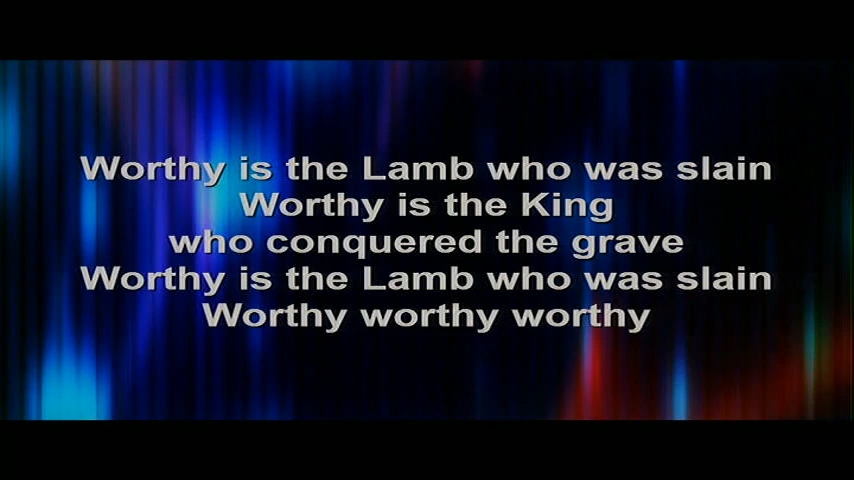 Worthy is the Lamb who was slain
Worthy is the King
who conquered the grave
Worthy is the Lamb who was slain
Worthy worthy worthy